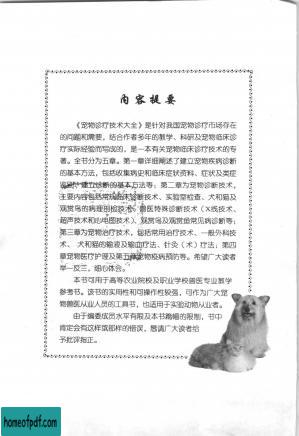 内容提要
《宠物诊疗技术大全》是针对我国宠物诊疗市场存在
的问题和需要，结合作者多年的教学、科研及宠物临床诊
疗实际经验而写成的，是一本有关宠物临床诊疗技术的专
著。全书分为五章。第一章详细阐述了建立宠物疾病诊断
的基本方法，包括收集病史和临床症状资料、症状及类症
鉴别、建立诊断的基本方法等；第二章为宠物诊断技术，
主要内容包括常规临床诊断技术、实验室检查、犬和猫及
观赏鸟的病理剖检技术、兽医特殊诊断技术（X线技术、
超声技术和心电图技术）、观赏鸟及观赏鱼常见病诊断等；
第三章为宠物治疗技术，包括常用治疗技术、一般外科技
术、犬和猫的输液及输血疗法、针灸（术）疗法；第四
章宠物医疗护理及第五章宠物疫病预防等。希望广大读者
举一反三，细心体会。
本书可用于高等农业院校及职业学校兽医专业教学
参考书。该书的实用性和可操作性较强，可作为广大宠
物兽医从业人员的工具书，也适用于实验动物从业者。
由于编委成员水平有限及本书篇幅的限制，书中
肯定会有这样或那样的错误，恳请广大读者给
予批评指正。
homeofpdf.com